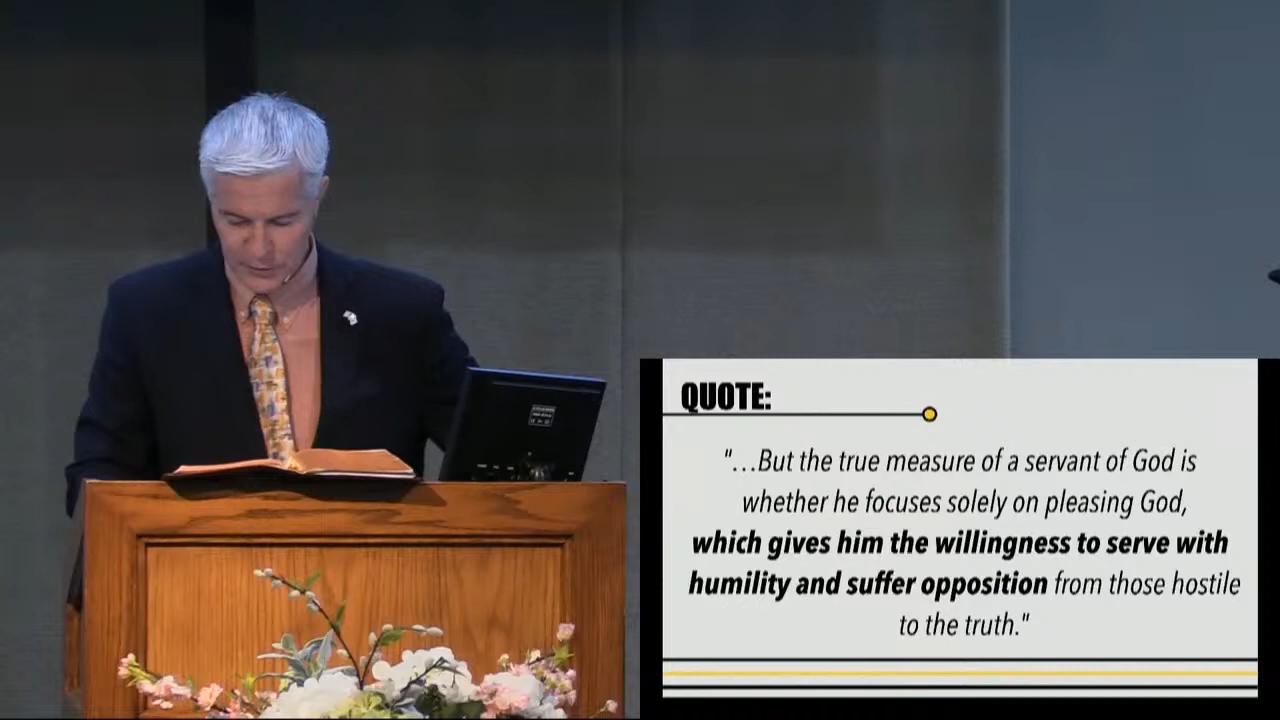 QUOTE:
"...But the true measure of a servant of God is
whether he focuses solely on pleasing God,
which gives him the willingness to serve with
humility and suffer opposition from those hostile
to the truth."